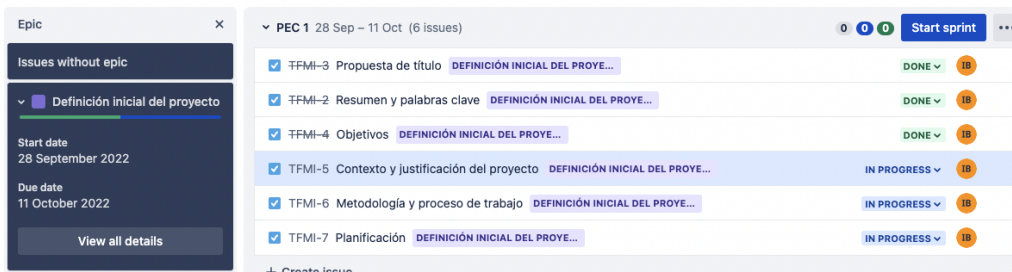 Epic
Issues without epic
Definición inicial del proyecto
Start date
28 September 2022
Due date
11 October 2022
View all details
PEC 1 28 Sep – 11 Oct (6 issues) 0 0 0 Start sprint
TFMI-3 Propuesta de título DEFINICIÓN INICIAL DEL PROYE... DONE IB
TFMI-2 Resumen y palabras clave DEFINICIÓN INICIAL DEL PROYE... DONE IB
TFMI-4 Objetivos DEFINICIÓN INICIAL DEL PROYE... DONE IB
TFMI-5 Contexto y justificación del proyecto DEFINICIÓN INICIAL DEL PROYE... IN PROGRESS IB
TFMI-6 Metodología y proceso de trabajo DEFINICIÓN INICIAL DEL PROYE... IN PROGRESS IB
TFMI-7 Planificación DEFINICIÓN INICIAL DEL PROYE... IN PROGRESS IB
+ Create issue